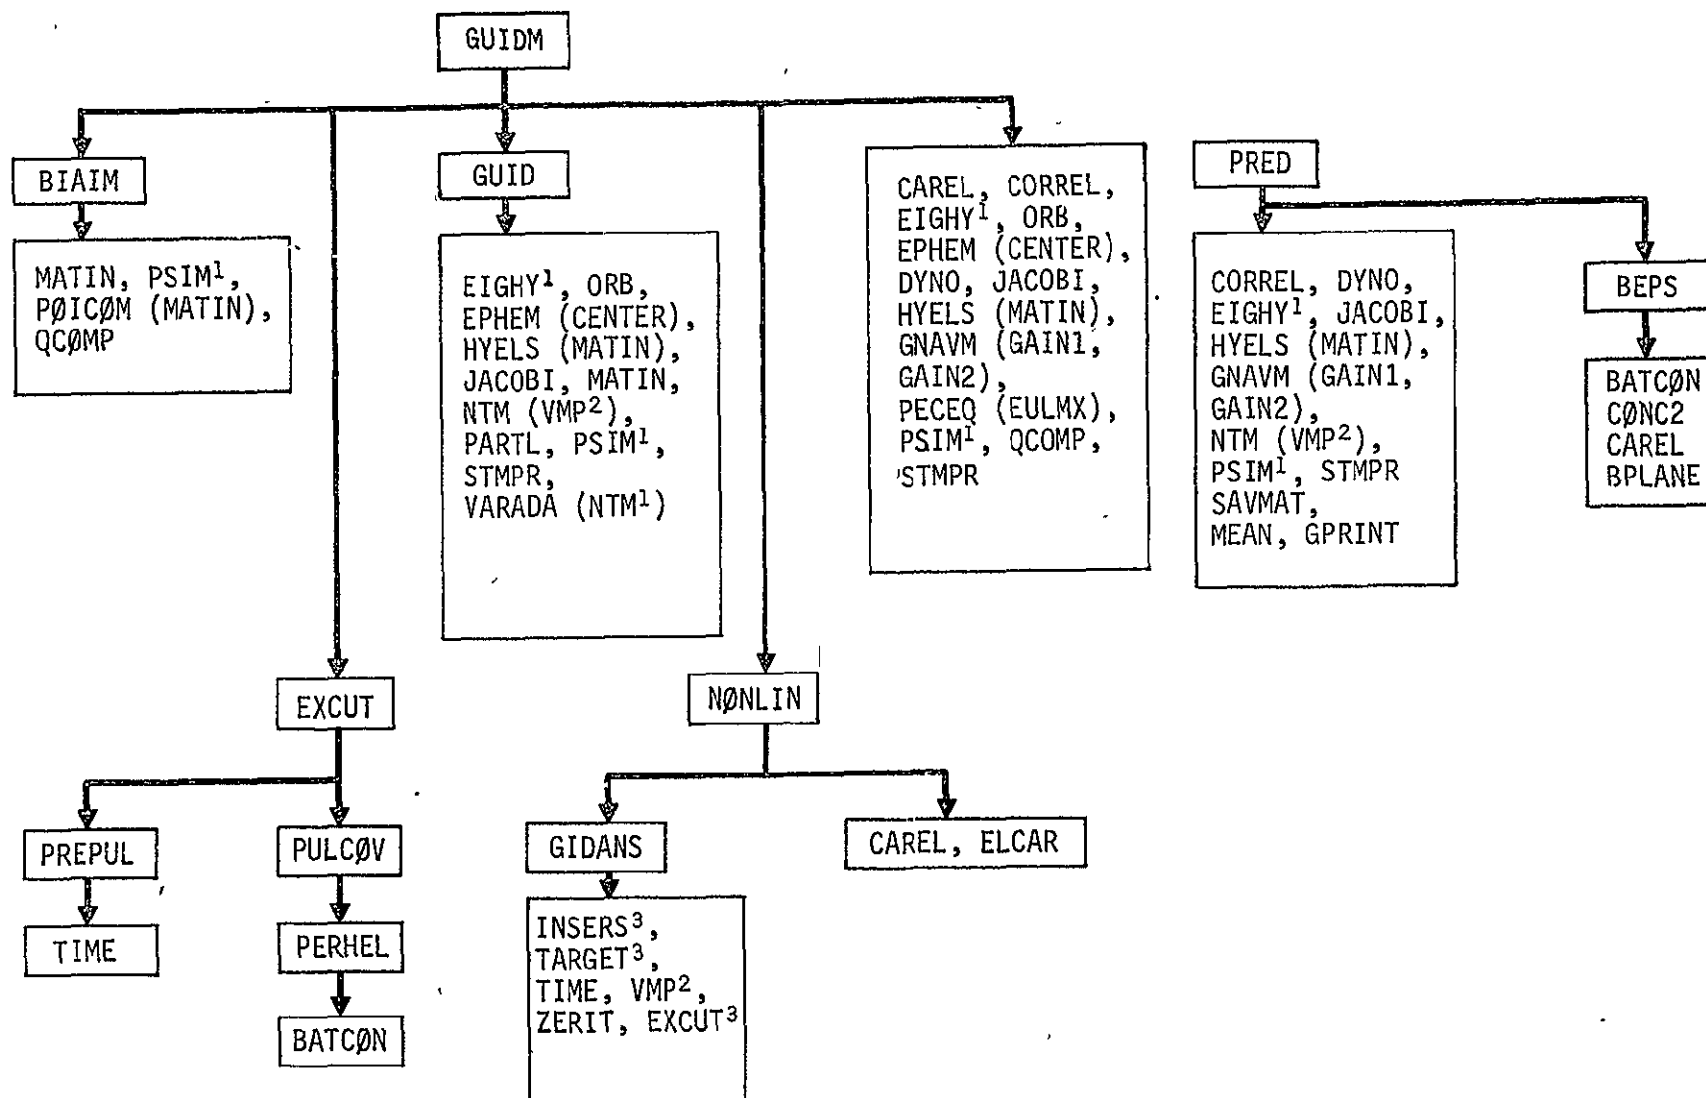 GUIDM
BIAIM
MATIN, PSIM¹,
PØICØM (MATIN),
QCØMP
GUID
EIGHY¹, ORB,
EPHEM (CENTER),
HYELS (MATIN),
JACOBI, MATIN,
NTM (VMP²),
PARTL, PSIM¹,
STMPR,
VARADA (NTM¹)
CAREL, CORREL,
EIGHY¹, ORB,
EPHEM (CENTER),
DYNO, JACOBI,
HYELS (MATIN),
GNAVM (GAIN1,
GAIN2),
PECEQ (EULMX),
PSIM¹, QCOMP,
STMPR
PRED
CORREL, DYNO,
EIGHY¹, JACOBI,
HYELS (MATIN),
GNAVM (GAIN1,
GAIN2),
NTM (VMP²),
PSIM¹, STMPR
SAVMAT,
MEAN, GPRINT
BEPS
BATCØN
CØNC2
CAREL
BPLANE
EXCUT
PREPUL
TIME
PULCØV
PERHEL
BATCØN
NØNLIN
GIDANS
INSERS³,
TARGET³,
TIME, VMP²,
ZERIT, EXCUT³
CAREL, ELCAR